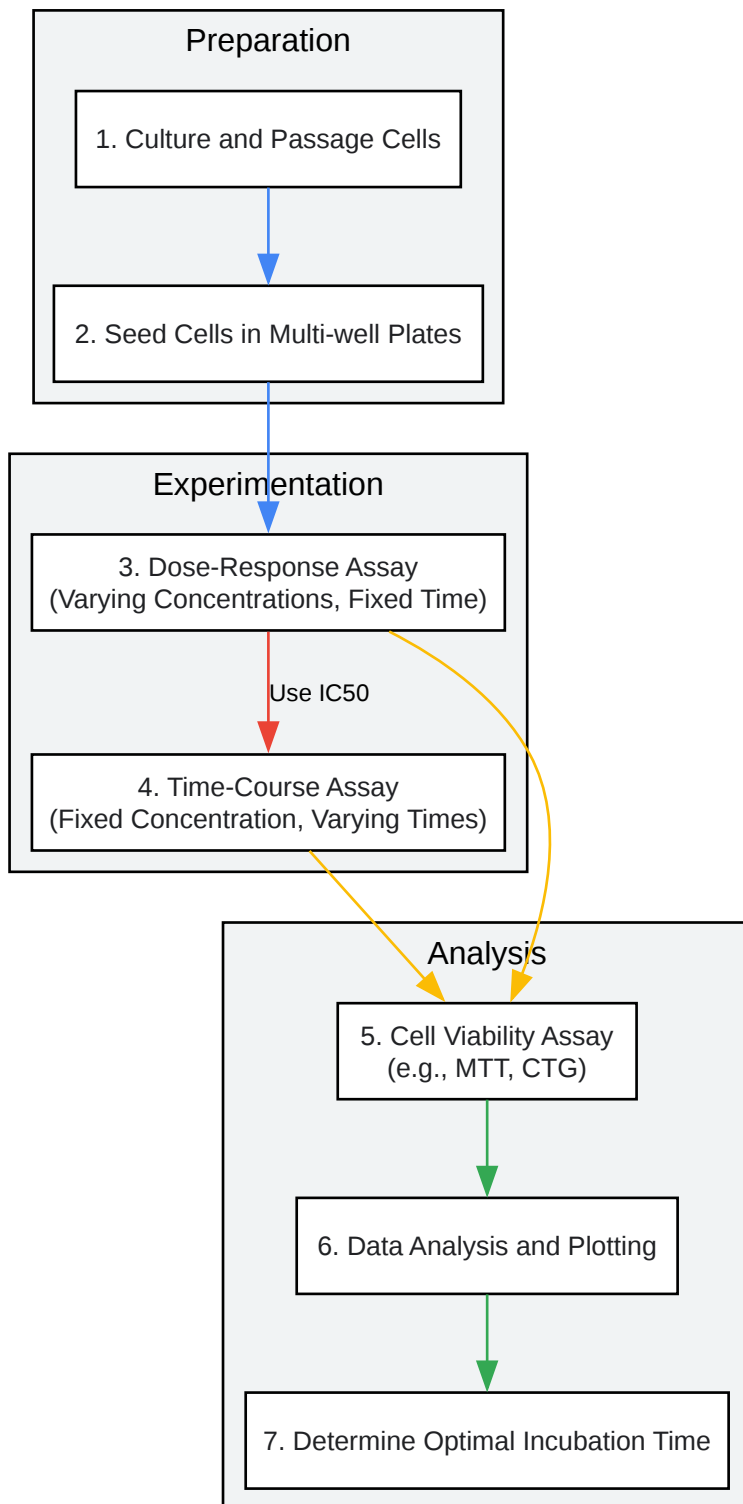 Preparation
1. Culture and Passage Cells
2. Seed Cells in Multi-well Plates
Experimentation
3. Dose-Response Assay
(Varying Concentrations, Fixed Time)
Use IC50
4. Time-Course Assay
(Fixed Concentration, Varying Times)
Analysis
5. Cell Viability Assay
(e.g., MTT, CTG)
6. Data Analysis and Plotting
7. Determine Optimal Incubation Time